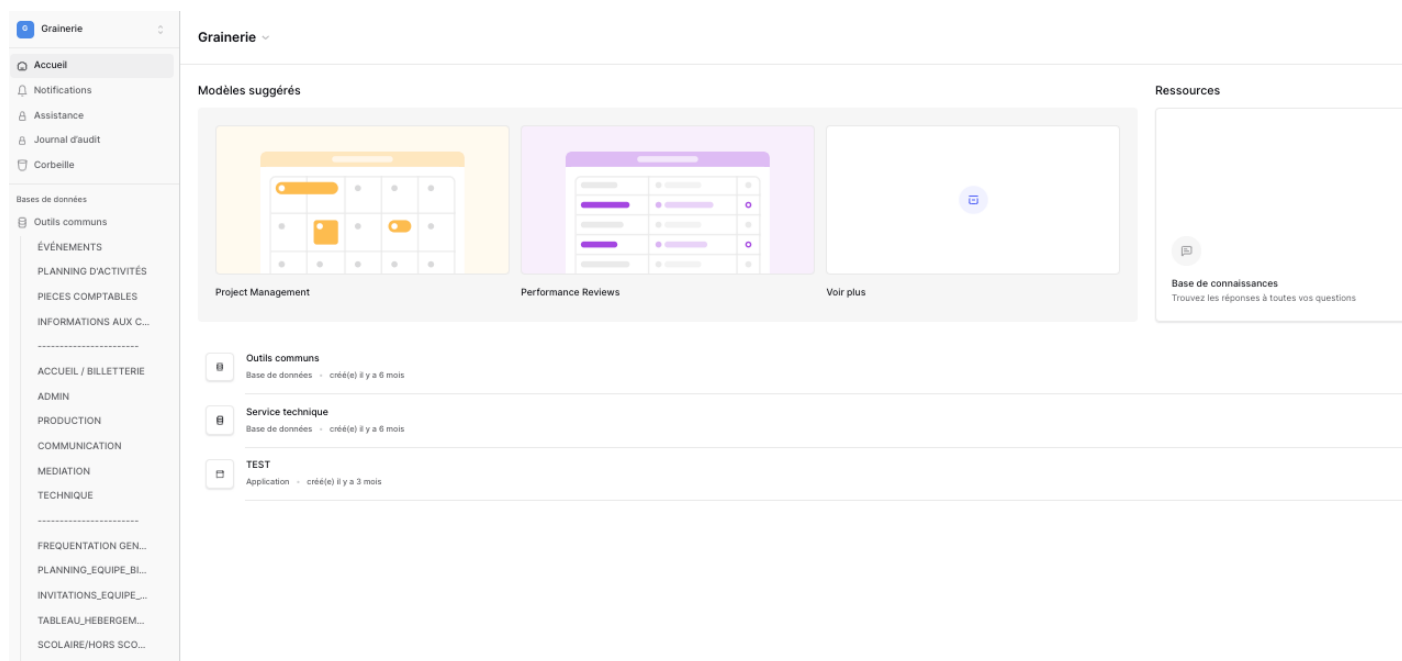 G
Grainerie
Accueil
Notifications
Assistance
Journal d'audit
Corbeille
Bases de données
Outils communs
ÉVÉNEMENTS
PLANNING D'ACTIVITÉS
PIECES COMPTABLES
INFORMATIONS AUX C...
-----------------------
ACCUEIL / BILLETTERIE
ADMIN
PRODUCTION
COMMUNICATION
MEDIATION
TECHNIQUE
-----------------------
FREQUENTATION GEN...
PLANNING_EQUIPE_BI...
INVITATIONS_EQUIPE_...
TABLEAU_HEBERGEM...
SCOLAIRE/HORS SCO...
Grainerie
Modèles suggérés
Project Management
Performance Reviews
Voir plus
Ressources
Base de connaissances
Trouvez les réponses à toutes vos questions
Outils communs
Base de données • créé(e) il y a 6 mois
Service technique
Base de données • créé(e) il y a 6 mois
TEST
Application • créé(e) il y a 3 mois